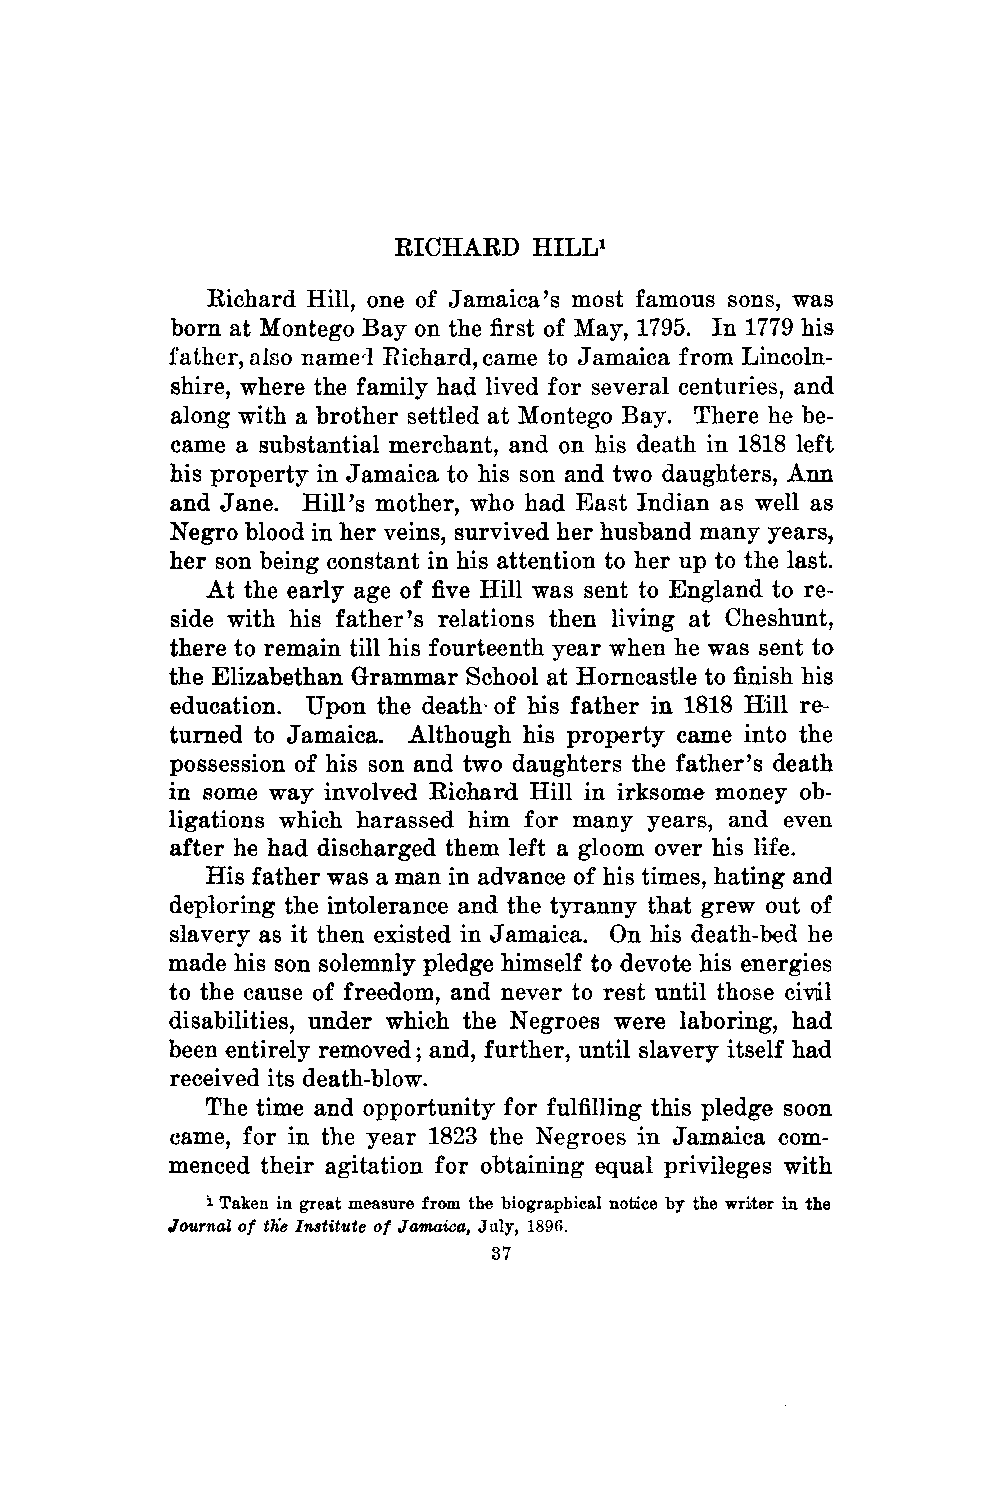 RICHARD HILL¹
Richard Hill, one of Jamaica's most famous sons, was
born at Montego Bay on the first of May, 1795. In 1779 his
father, also named Richard, came to Jamaica from Lincoln-
shire, where the family had lived for several centuries, and
along with a brother settled at Montego Bay. There he be-
came a substantial merchant, and on his death in 1818 left
his property in Jamaica to his son and two daughters, Ann
and Jane. Hill's mother, who had East Indian as well as
Negro blood in her veins, survived her husband many years,
her son being constant in his attention to her up to the last.
At the early age of five Hill was sent to England to re-
side with his father's relations then living at Cheshunt,
there to remain till his fourteenth year when he was sent to
the Elizabethan Grammar School at Horncastle to finish his
education. Upon the death of his father in 1818 Hill re-
turned to Jamaica. Although his property came into the
possession of his son and two daughters the father's death
in some way involved Richard Hill in irksome money ob-
ligations which harassed him for many years, and even
after he had discharged them left a gloom over his life.
His father was a man in advance of his times, hating and
deploring the intolerance and the tyranny that grew out of
slavery as it then existed in Jamaica. On his death-bed he
made his son solemnly pledge himself to devote his energies
to the cause of freedom, and never to rest until those civil
disabilities, under which the Negroes were laboring, had
been entirely removed; and, further, until slavery itself had
received its death-blow.
The time and opportunity for fulfilling this pledge soon
came, for in the year 1823 the Negroes in Jamaica com-
menced their agitation for obtaining equal privileges with
¹ Taken in great measure from the biographical notice by the writer in the
Journal of the Institute of Jamaica, July, 1896.
37